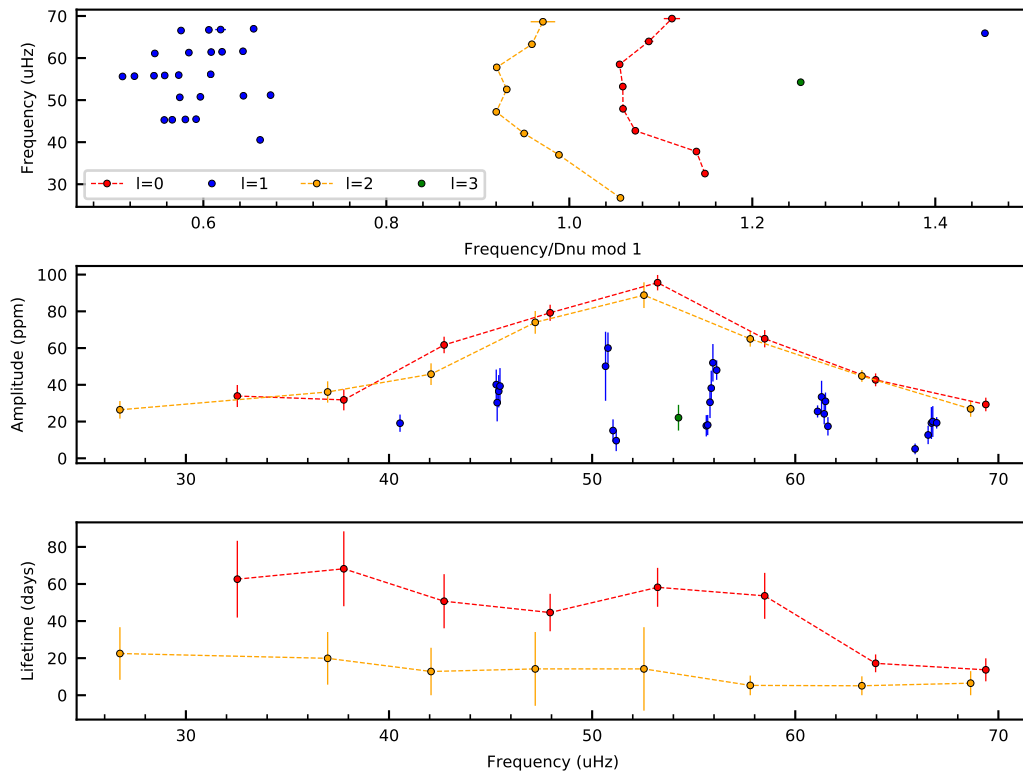 70
60
50
40
30
Frequency (uHz)
l=0 l=1 l=2 l=3
0.6 0.8 1.0 1.2 1.4
Frequency/Dnu mod 1
100
80
60
40
20
0
Amplitude (ppm)
30 40 50 60 70
80
60
40
20
0
Lifetime (days)
30 40 50 60 70
Frequency (uHz)